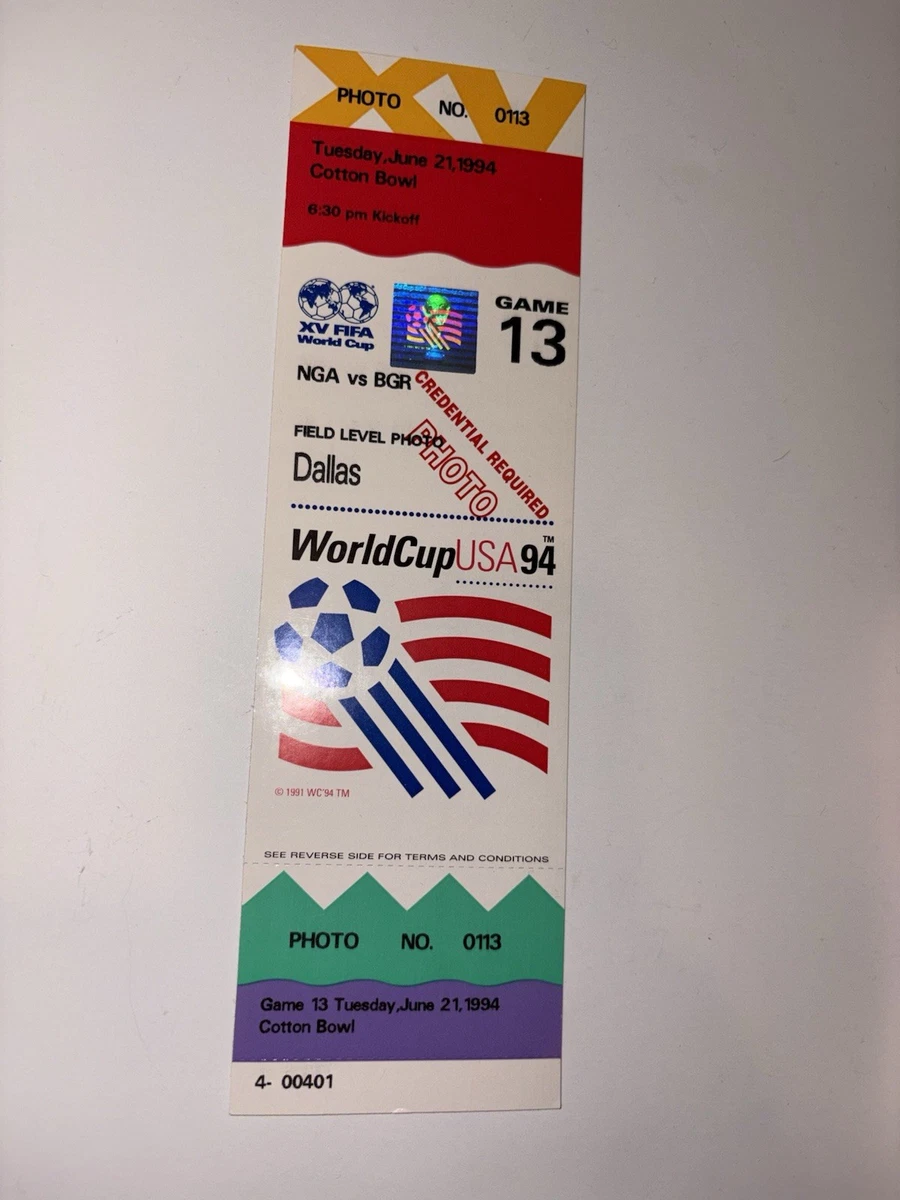 PHOTO NO. 0113
Tuesday,June 21,1994
Cotton Bowl
6:30 pm Kickoff
XV FIFA
World Cup
GAME
13
NGA vs BGR
CREDENTIAL REQUIRED
PHOTO
FIELD LEVEL PHOTO
Dallas
WorldCupUSA94™
© 1991 WC'94 TM
SEE REVERSE SIDE FOR TERMS AND CONDITIONS
PHOTO NO. 0113
Game 13 Tuesday,June 21,1994
Cotton Bowl
4- 00401